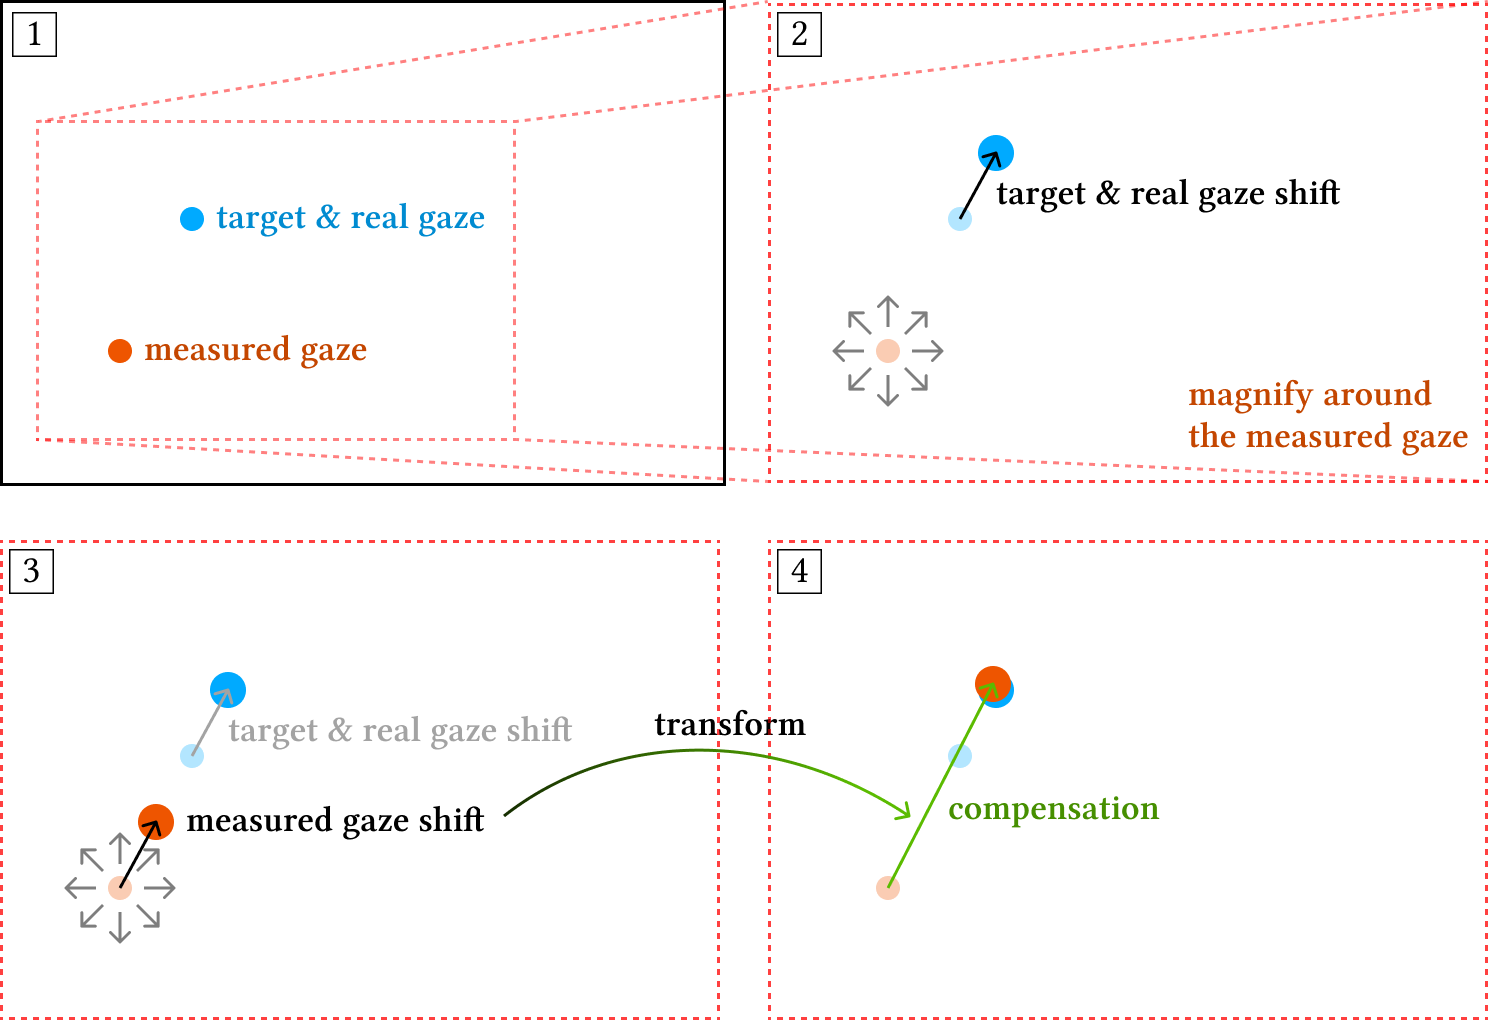 1
target & real gaze
measured gaze
2
target & real gaze shift
magnify around
the measured gaze
3
target & real gaze shift
measured gaze shift
transform
4
compensation